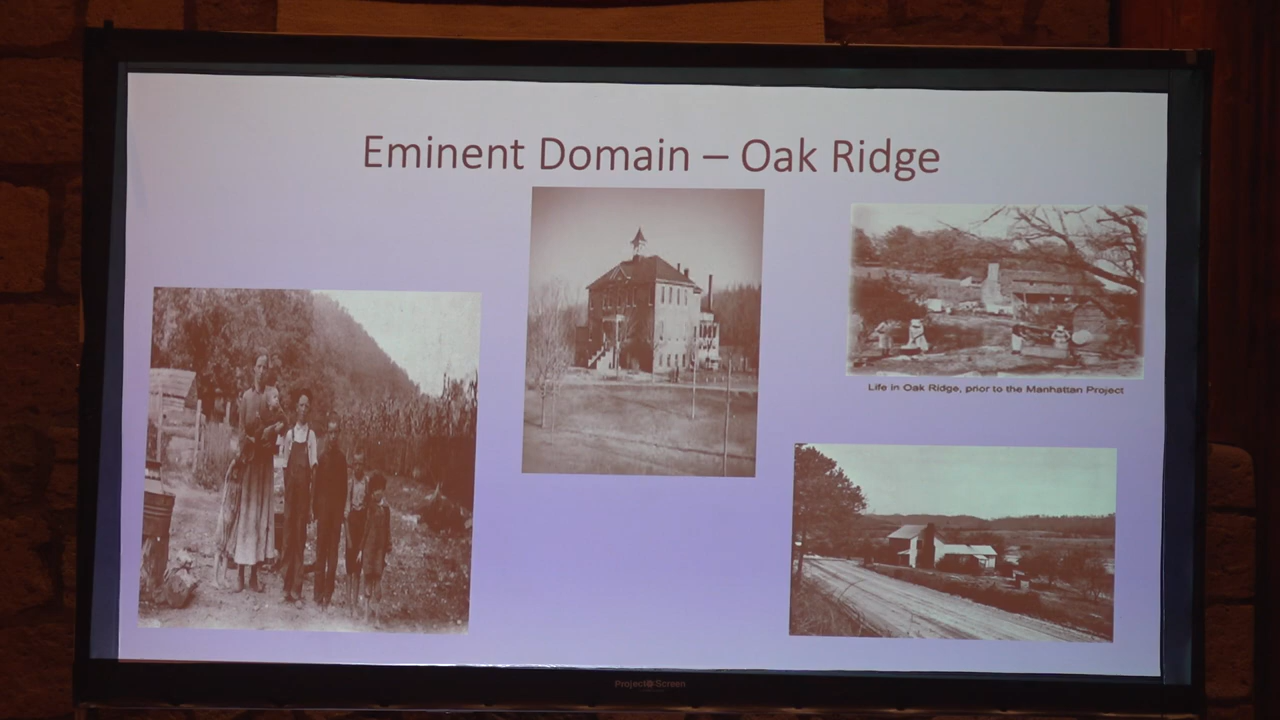 Eminent Domain – Oak Ridge
Life in Oak Ridge, prior to the Manhattan Project
Project Screen